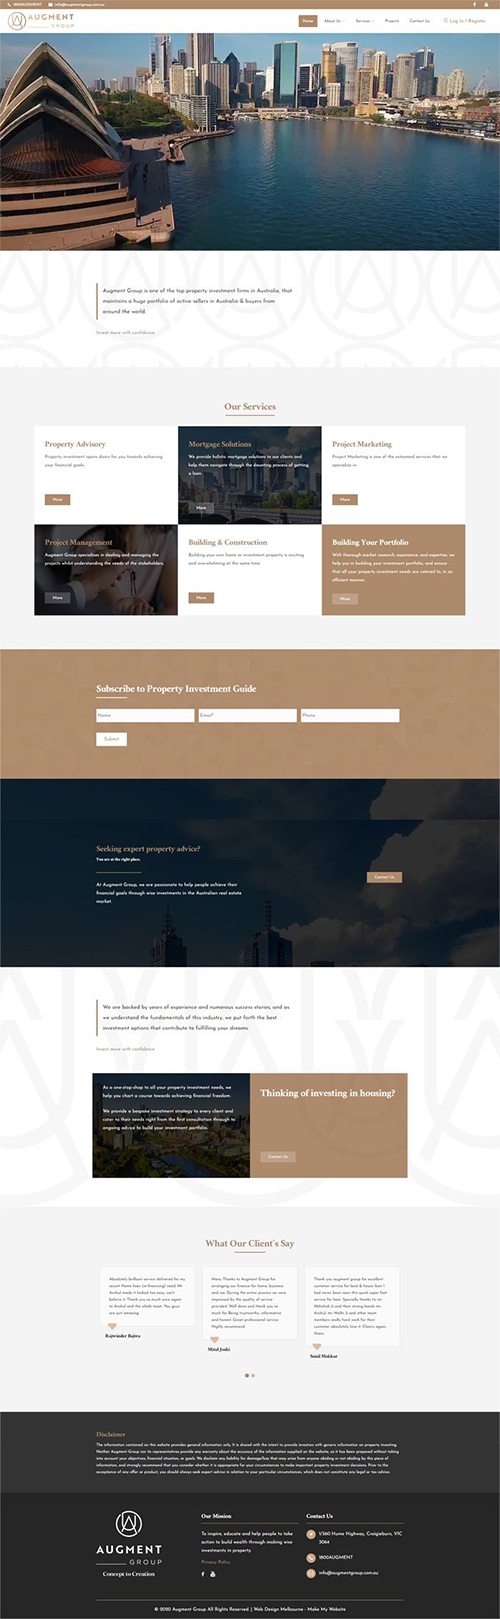 1800AUGMENT info@augmentgroup.com.au
AUGMENT
GROUP
Home About Us Services Projects Contact Us Log In / Register
Augment Group is one of the top property investment firms in Australia, that
maintains a huge portfolio of active sellers in Australia & buyers from
around the world.
Invest more with confidence
Our Services
Property Advisory
Property investment opens doors for you towards achieving
your financial goals.
More
Mortgage Solutions
We provide holistic mortgage solutions to our clients and
help them navigate through the daunting process of getting
a loan.
More
Project Marketing
Project Marketing is one of the esteemed services that we
specialise in.
More
Project Management
Augment Group specialises in dealing and managing the
projects whilst understanding the needs of the stakeholders.
More
Building & Construction
Building your own home or investment property is exciting
and overwhelming at the same time.
More
Building Your Portfolio
With thorough market research, experience, and expertise, we
help you in building your investment portfolio, and ensure
that all your property investment needs are catered to, in an
efficient manner.
More
Subscribe to Property Investment Guide
Name Email* Phone
Submit
Seeking expert property advice?
You are at the right place.
At Augment Group, we are passionate to help people achieve their
financial goals through wise investments in the Australian real estate
market.
Contact Us
We are backed by years of experience and numerous success stories, and as
we understand the fundamentals of this industry, we put forth the best
investment options that contribute to fulfilling your dreams.
Invest more with confidence
As a one-stop-shop to all your property investment needs, we
help you chart a course towards achieving financial freedom.
We provide a bespoke investment strategy to every client and
cater to their needs right from the first consultation through to
ongoing advice to build your investment portfolio.
Thinking of investing in housing?
Contact Us
What Our Client's Say
Absolutely brilliant service delivered for my
recent Home loan (re-financing) need. Mr
Anshul made it looked too easy, can't
believe it. Thank you so much once again
to Anshul and the whole team. You guys
are just amazing.
Rajwinder Bajwa
Many Thanks to Augment Group for
arranging our finance for home, business
and car. During the entire process we were
impressed by the quality of service
provided. Well done and thank you so
much for Being trustworthy, informative
and honest. Great professional service
Highly recommend.
Mitul Joshi
Thank you augment group for excellent
customer service for land & house loan I
had never seen over this quick super fast
service for loan. Specially thanks to mr.
Abhishek Ji and their strong hands mr.
Anshul, mr. Malhi Ji and other team
members really hard work for their
customer absolutely love it. Cheers again,
thanx
Sunil Makkar
Disclaimer
The information contained on this website provides general information only. It is shared with the intent to provide investors with generic information on property investing.
Neither Augment Group nor its representatives provide any warranty about the accuracy of the information supplied on the website, as it has been prepared without taking
into account your objectives, financial situation, or goals. We disclaim any liability for damage/loss that may arise from anyone abiding or not abiding by this piece of
information, and strongly recommend that you consider whether it is appropriate for your circumstances to make important property investment decisions. Prior to the
acceptance of any offer or product, you should always seek expert advice in relation to your particular circumstances, which does not constitute any legal or tax advice.
AUGMENT
GROUP
Concept to Creation
Our Mission
To inspire, educate and help people to take
action to build wealth through making wise
investments in property.
Privacy Policy
Contact Us
1/360 Hume Highway, Craigieburn, VIC
3064
1800AUGMENT
info@augmentgroup.com.au
© 2020 Augment Group All Rights Reserved. | Web Design Melbourne - Make My Website